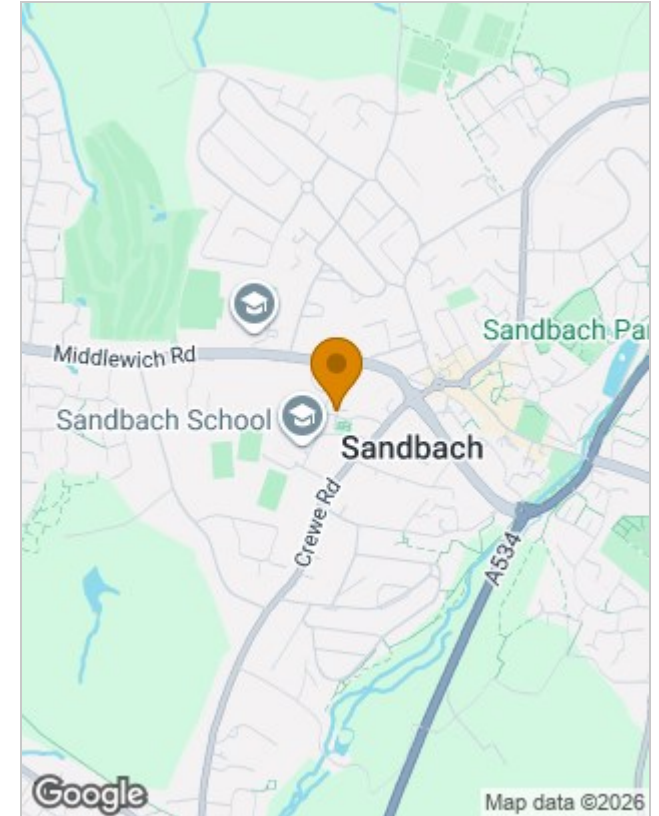 Sandbach Pa
Middlewich Rd
Sandbach School
Sandbach
Crewe Rd
A534
Google
Map data ©2026